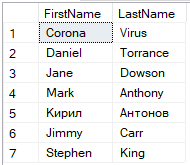 FirstName LastName
1 Corona Virus
2 Daniel Torrance
3 Jane Dowson
4 Mark Anthony
5 Кирил Антонов
6 Jimmy Carr
7 Stephen King